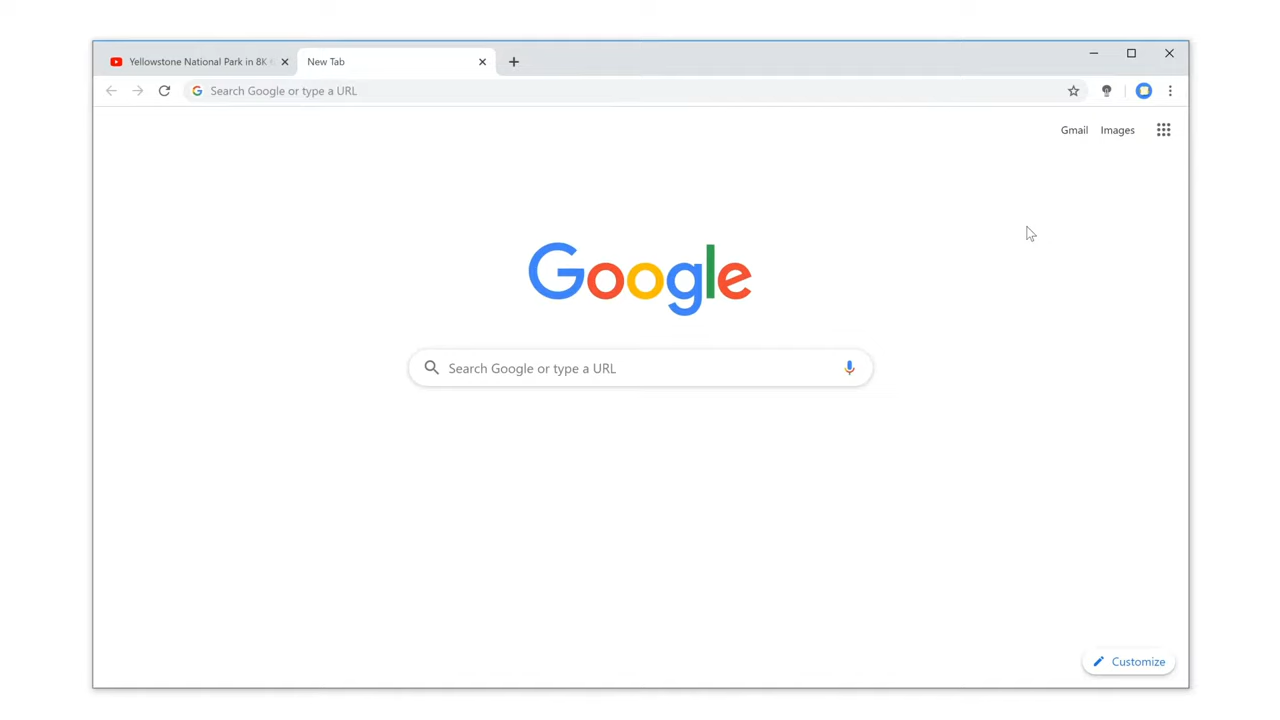 Yellowstone National Park in 8K
New Tab
Search Google or type a URL
Gmail Images
Google
Search Google or type a URL
Customize